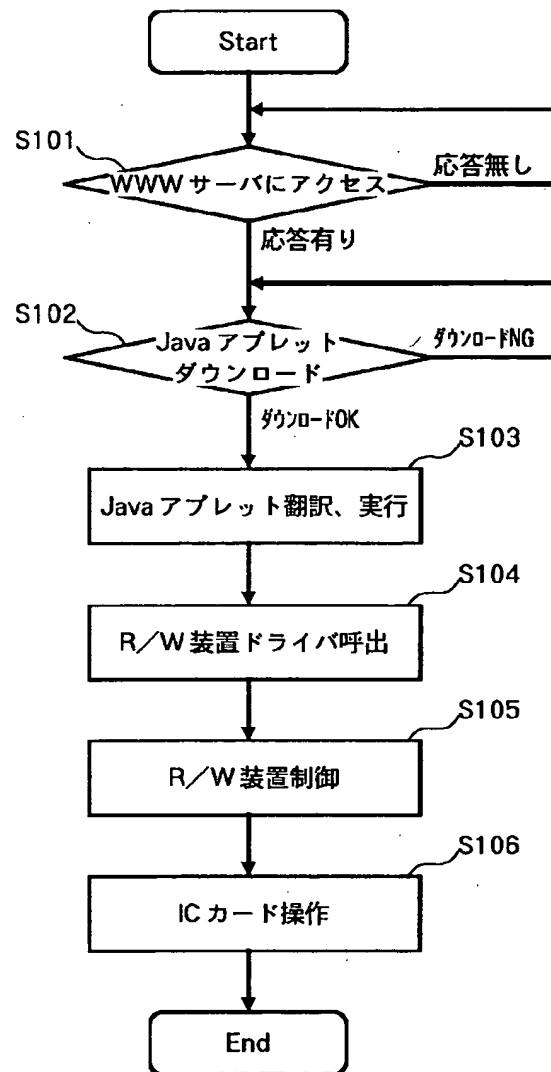 Start
S101
WWWサーバにアクセス
応答無し
応答有り
S102
Javaアプレット
ダウンロード
ダウンロードNG
ダウンロードOK
S103
Javaアプレット翻訳、実行
S104
R/W装置ドライバ呼出
S105
R/W装置制御
S106
ICカード操作
End